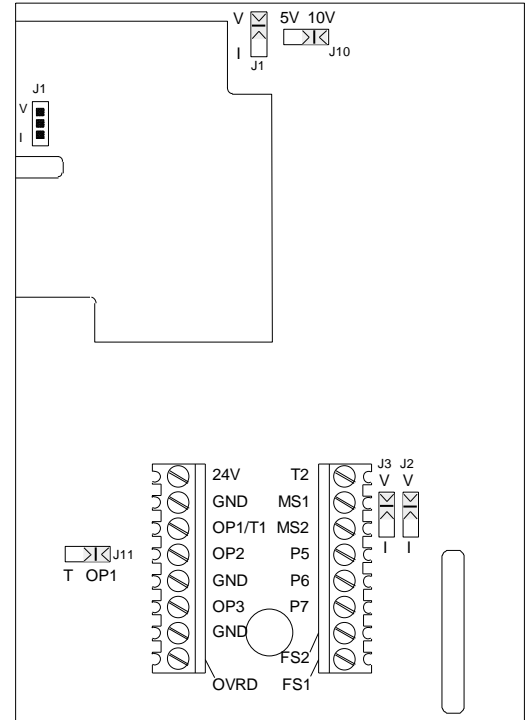 V 5V 10V
I J1 J10
J1
V
I
J3 J2
V V
I I
24V T2
GND MS1
OP1/T1 MS2
OP2 P5
GND P6
OP3 P7
GND FS2
OVRD FS1
J11
T OP1